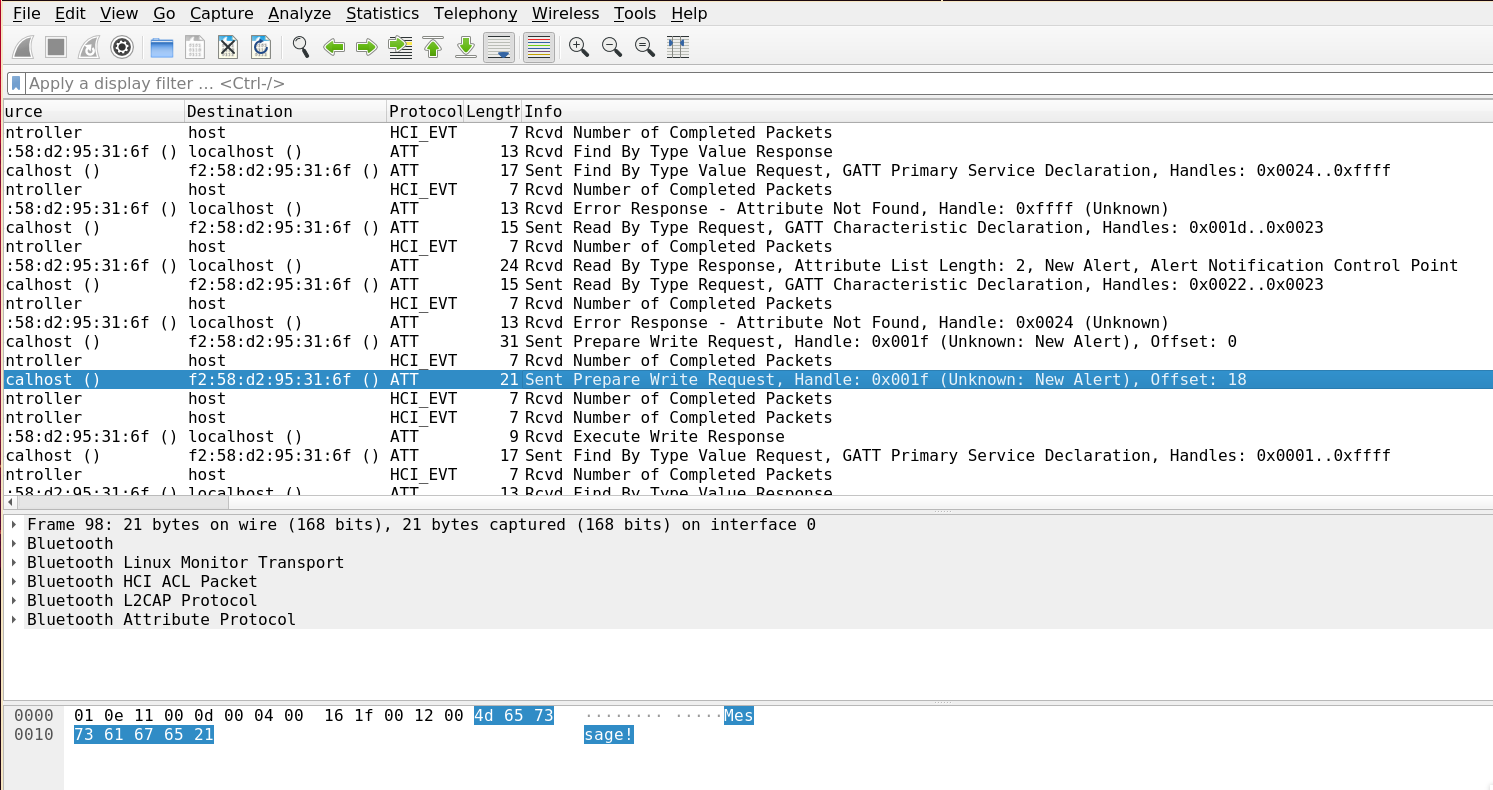 File Edit View Go Capture Analyze Statistics Telephony Wireless Tools Help
Apply a display filter ... <Ctrl-/>
urce Destination Protocol Length Info
ntroller host HCI_EVT 7 Rcvd Number of Completed Packets
:58:d2:95:31:6f () localhost () ATT 13 Rcvd Find By Type Value Response
calhost () f2:58:d2:95:31:6f () ATT 17 Sent Find By Type Value Request, GATT Primary Service Declaration, Handles: 0x0024..0xffff
ntroller host HCI_EVT 7 Rcvd Number of Completed Packets
:58:d2:95:31:6f () localhost () ATT 13 Rcvd Error Response - Attribute Not Found, Handle: 0xffff (Unknown)
calhost () f2:58:d2:95:31:6f () ATT 15 Sent Read By Type Request, GATT Characteristic Declaration, Handles: 0x001d..0x0023
ntroller host HCI_EVT 7 Rcvd Number of Completed Packets
:58:d2:95:31:6f () localhost () ATT 24 Rcvd Read By Type Response, Attribute List Length: 2, New Alert, Alert Notification Control Point
calhost () f2:58:d2:95:31:6f () ATT 15 Sent Read By Type Request, GATT Characteristic Declaration, Handles: 0x0022..0x0023
ntroller host HCI_EVT 7 Rcvd Number of Completed Packets
:58:d2:95:31:6f () localhost () ATT 13 Rcvd Error Response - Attribute Not Found, Handle: 0x0024 (Unknown)
calhost () f2:58:d2:95:31:6f () ATT 31 Sent Prepare Write Request, Handle: 0x001f (Unknown: New Alert), Offset: 0
ntroller host HCI_EVT 7 Rcvd Number of Completed Packets
calhost () f2:58:d2:95:31:6f () ATT 21 Sent Prepare Write Request, Handle: 0x001f (Unknown: New Alert), Offset: 18
ntroller host HCI_EVT 7 Rcvd Number of Completed Packets
ntroller host HCI_EVT 7 Rcvd Number of Completed Packets
:58:d2:95:31:6f () localhost () ATT 9 Rcvd Execute Write Response
calhost () f2:58:d2:95:31:6f () ATT 17 Sent Find By Type Value Request, GATT Primary Service Declaration, Handles: 0x0001..0xffff
ntroller host HCI_EVT 7 Rcvd Number of Completed Packets
:58:d2:95:31:6f () localhost () ATT 13 Rcvd Find By Type Value Response
Frame 98: 21 bytes on wire (168 bits), 21 bytes captured (168 bits) on interface 0
Bluetooth
Bluetooth Linux Monitor Transport
Bluetooth HCI ACL Packet
Bluetooth L2CAP Protocol
Bluetooth Attribute Protocol
0000 01 0e 11 00 0d 00 04 00 16 1f 00 12 00 4d 65 73 ········ ·····Mes
0010 73 61 67 65 21 sage!